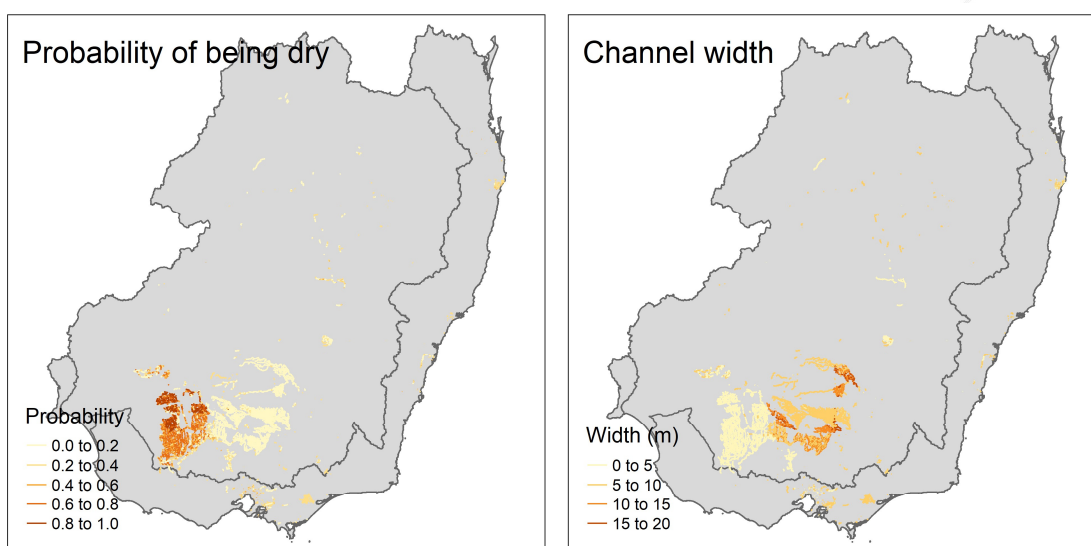 Probability of being dry
Probability
0.0 to 0.2
0.2 to 0.4
0.4 to 0.6
0.6 to 0.8
0.8 to 1.0
Channel width
Width (m)
0 to 5
5 to 10
10 to 15
15 to 20